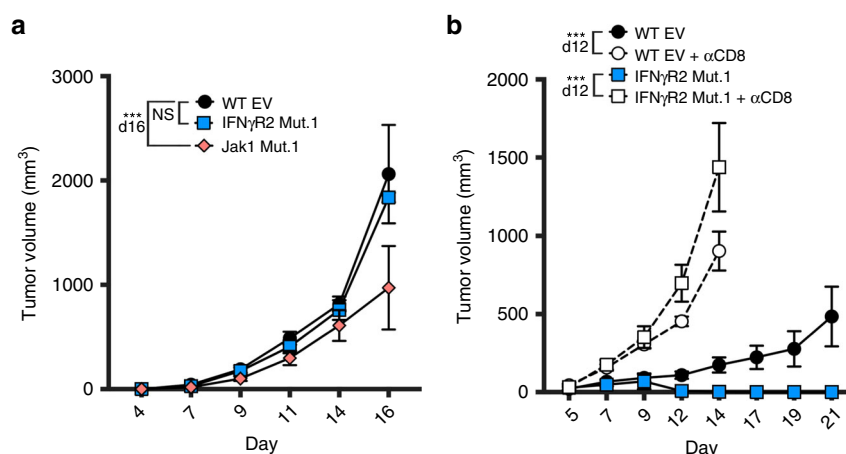 a
WT EV
IFNγR2 Mut.1
Jak1 Mut.1
NS
***
d16
3000
2000
1000
0
Tumor volume (mm³)
4 7 9 11 14 16
Day
b
WT EV
WT EV + αCD8
IFNγR2 Mut.1
IFNγR2 Mut.1 + αCD8
***
d12
***
d12
2000
1500
1000
500
0
Tumor volume (mm³)
5 7 9 12 14 17 19 21
Day